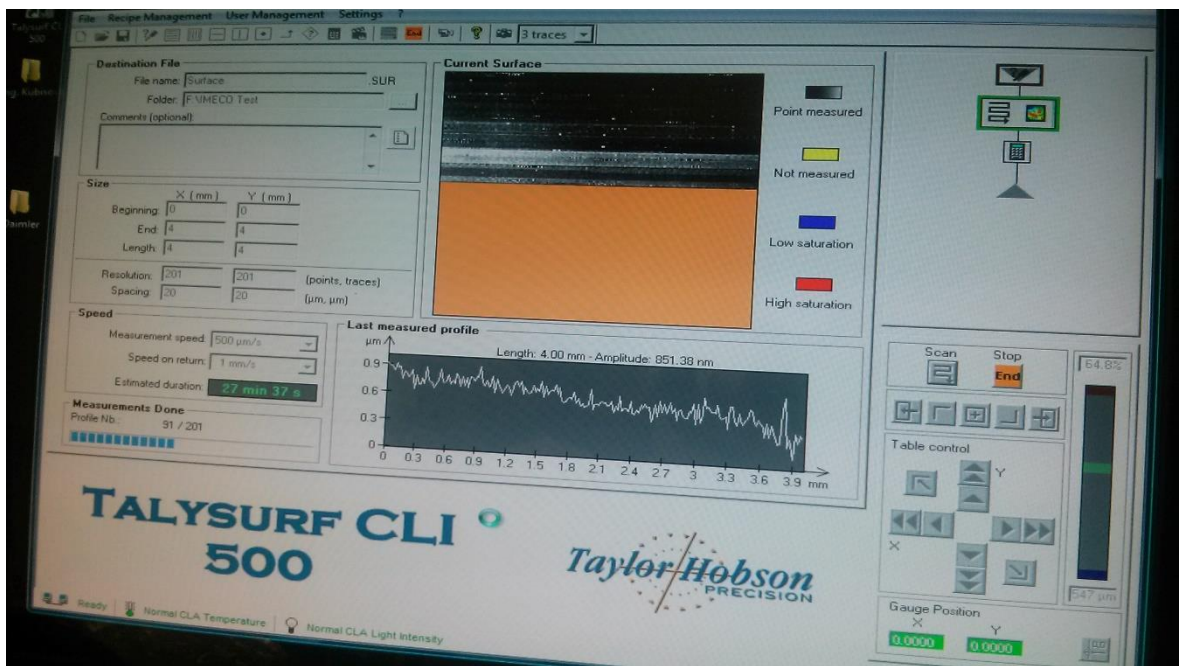 Talysurf CLI
500
Daimler
File Recipe Management User Management Settings ?
End
3 traces
Destination File
File name: Surface .SUR
Folder: F:\IMECO Test
Comments (optional):
Size
X (mm) Y (mm)
Beginning: 0 0
End: 4 4
Length: 4 4
Resolution: 201 201 (points, traces)
Spacing: 20 20 (µm, µm)
Speed
Measurement speed: 500 µm/s
Speed on return: 1 mm/s
Estimated duration: 27 min 37 s
Measurements Done
Profile Nb.: 91 / 201
Current Surface
Point measured
Not measured
Low saturation
High saturation
Last measured profile
µm
Length: 4.00 mm - Amplitude: 851.38 nm
0.9
0.6
0.3
0
0 0.3 0.6 0.9 1.2 1.5 1.8 2.1 2.4 2.7 3 3.3 3.6 3.9 mm
Scan Stop
End
64.8%
Table control
Y
X
547 µm
Gauge Position
X Y
0.0000 0.0000
TALYSURF CLI
500
Taylor Hobson
PRECISION
Ready Normal CLA Temperature Normal CLA Light Intensity